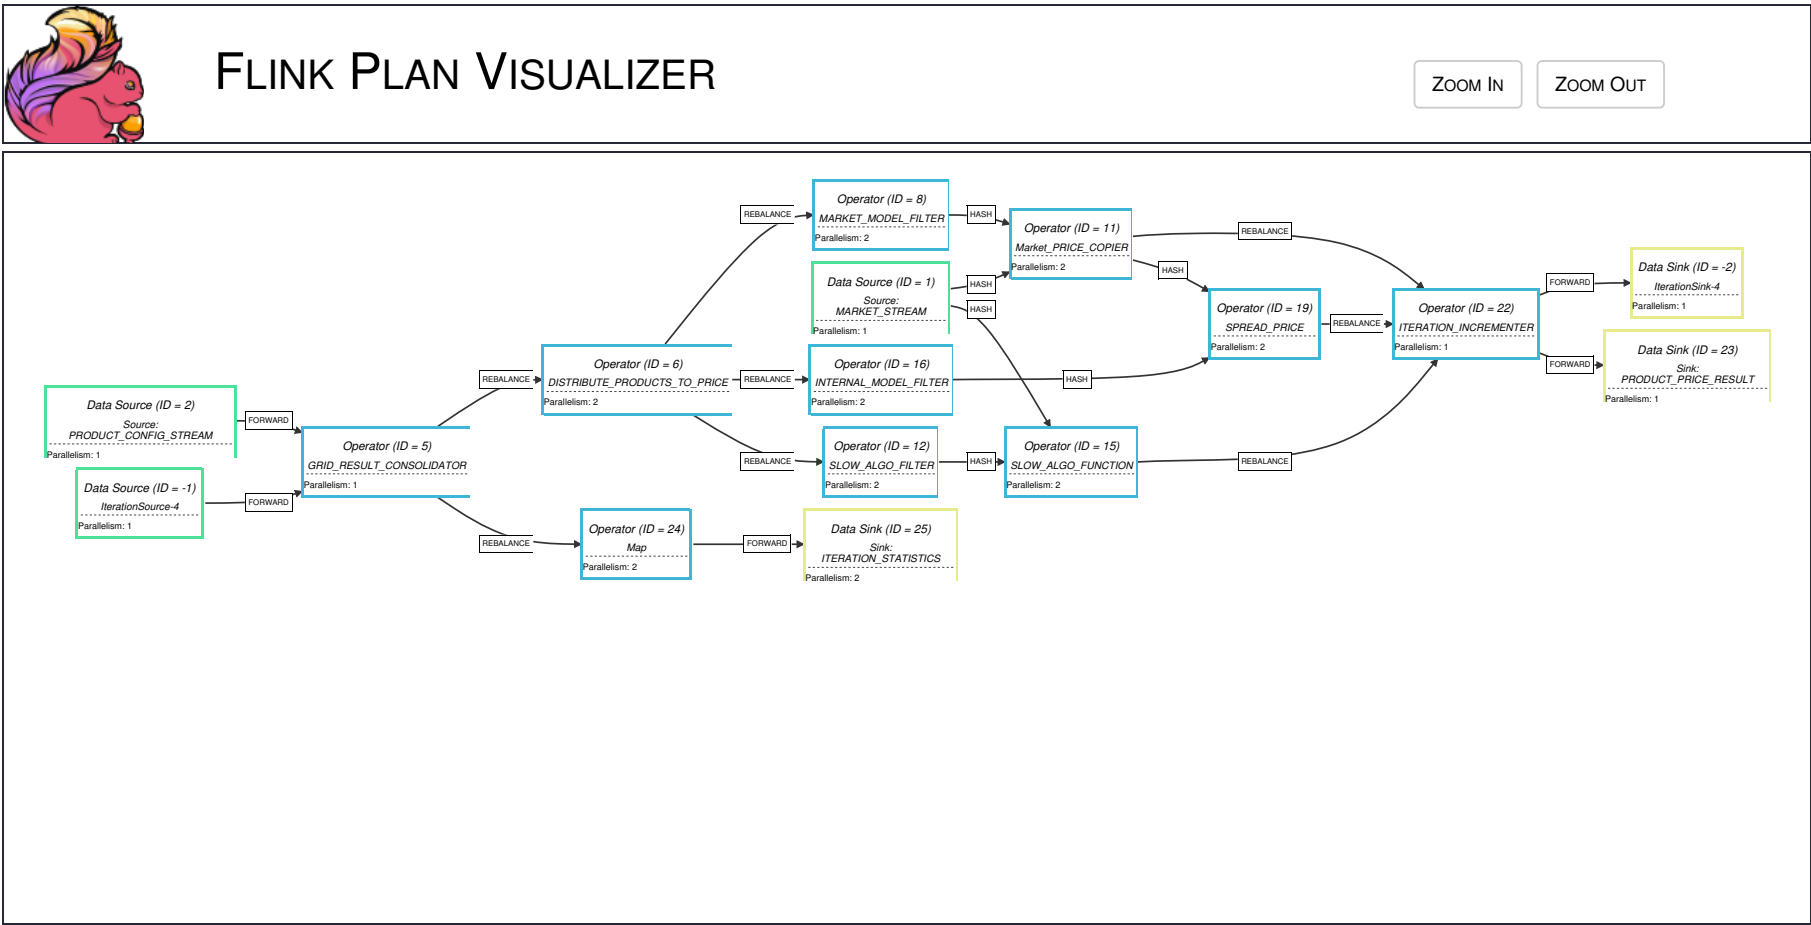 FLINK PLAN VISUALIZER
ZOOM IN
ZOOM OUT
Data Source (ID = 2)
Source:
PRODUCT_CONFIG_STREAM
Parallelism: 1
FORWARD
Data Source (ID = -1)
IterationSource-4
Parallelism: 1
FORWARD
Operator (ID = 5)
GRID_RESULT_CONSOLIDATOR
Parallelism: 1
REBALANCE
REBALANCE
Operator (ID = 6)
DISTRIBUTE_PRODUCTS_TO_PRICE
Parallelism: 2
Operator (ID = 24)
Map
Parallelism: 2
REBALANCE
REBALANCE
REBALANCE
FORWARD
Operator (ID = 8)
MARKET_MODEL_FILTER
Parallelism: 2
Data Source (ID = 1)
Source:
MARKET_STREAM
Parallelism: 1
Operator (ID = 16)
INTERNAL_MODEL_FILTER
Parallelism: 2
Operator (ID = 12)
SLOW_ALGO_FILTER
Parallelism: 2
Data Sink (ID = 25)
Sink:
ITERATION_STATISTICS
Parallelism: 2
HASH
HASH
HASH
HASH
HASH
Operator (ID = 11)
Market_PRICE_COPIER
Parallelism: 2
Operator (ID = 15)
SLOW_ALGO_FUNCTION
Parallelism: 2
HASH
REBALANCE
Operator (ID = 19)
SPREAD_PRICE
Parallelism: 2
REBALANCE
REBALANCE
Operator (ID = 22)
ITERATION_INCREMENTER
Parallelism: 1
FORWARD
FORWARD
Data Sink (ID = -2)
IterationSink-4
Parallelism: 1
Data Sink (ID = 23)
Sink:
PRODUCT_PRICE_RESULT
Parallelism: 1